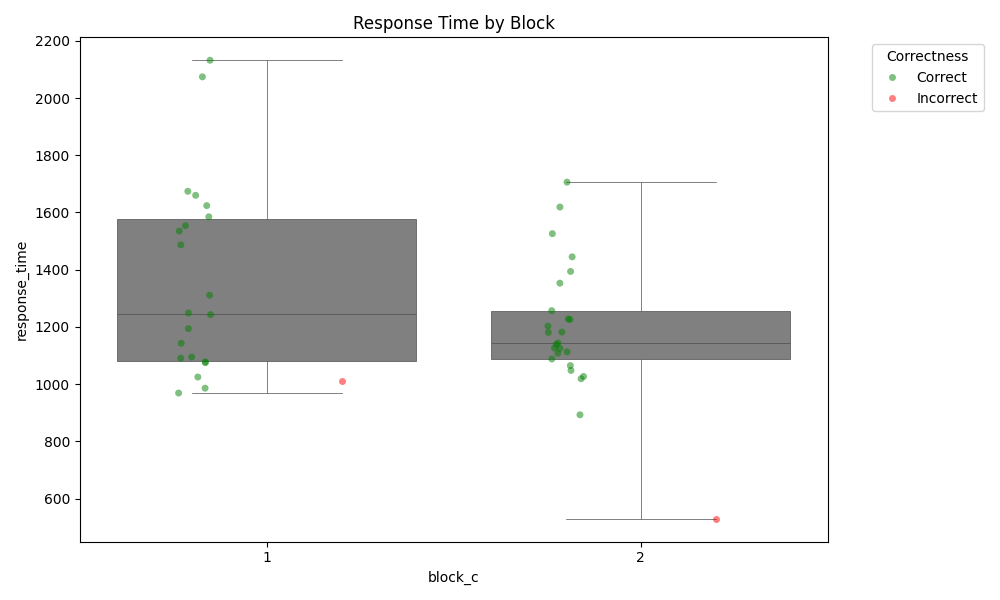 Response Time by Block
Correctness
Correct
Incorrect
response_time
2200
2000
1800
1600
1400
1200
1000
800
600
1
2
block_c